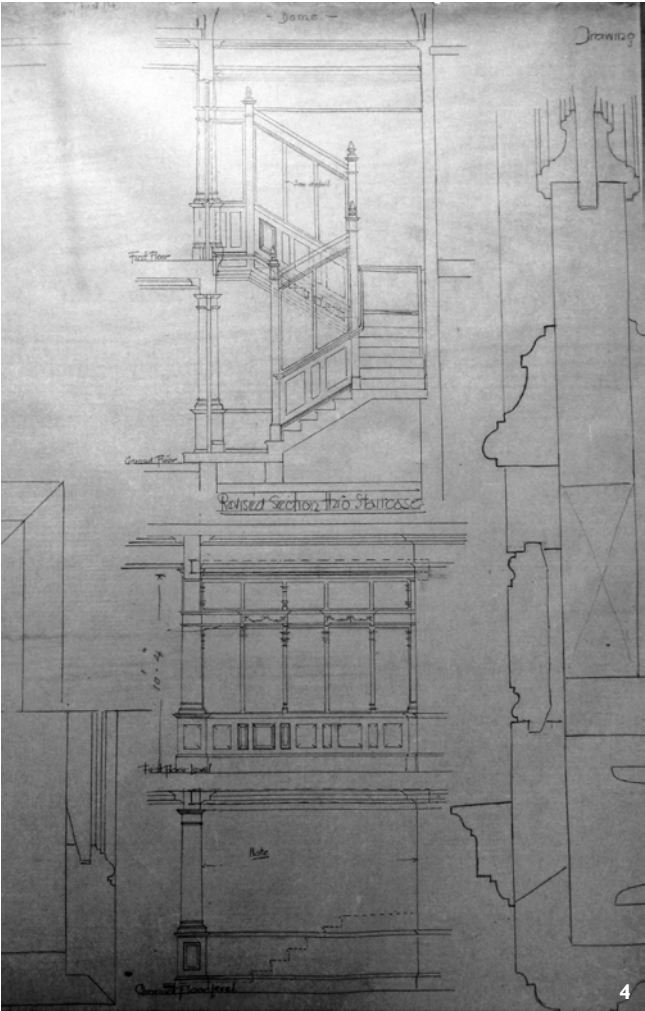 - Dome -
Drawing
First Floor
Ground Floor
Revised Section thro Staircase
10'-4"
First floor level
Note
Ground floor level
4